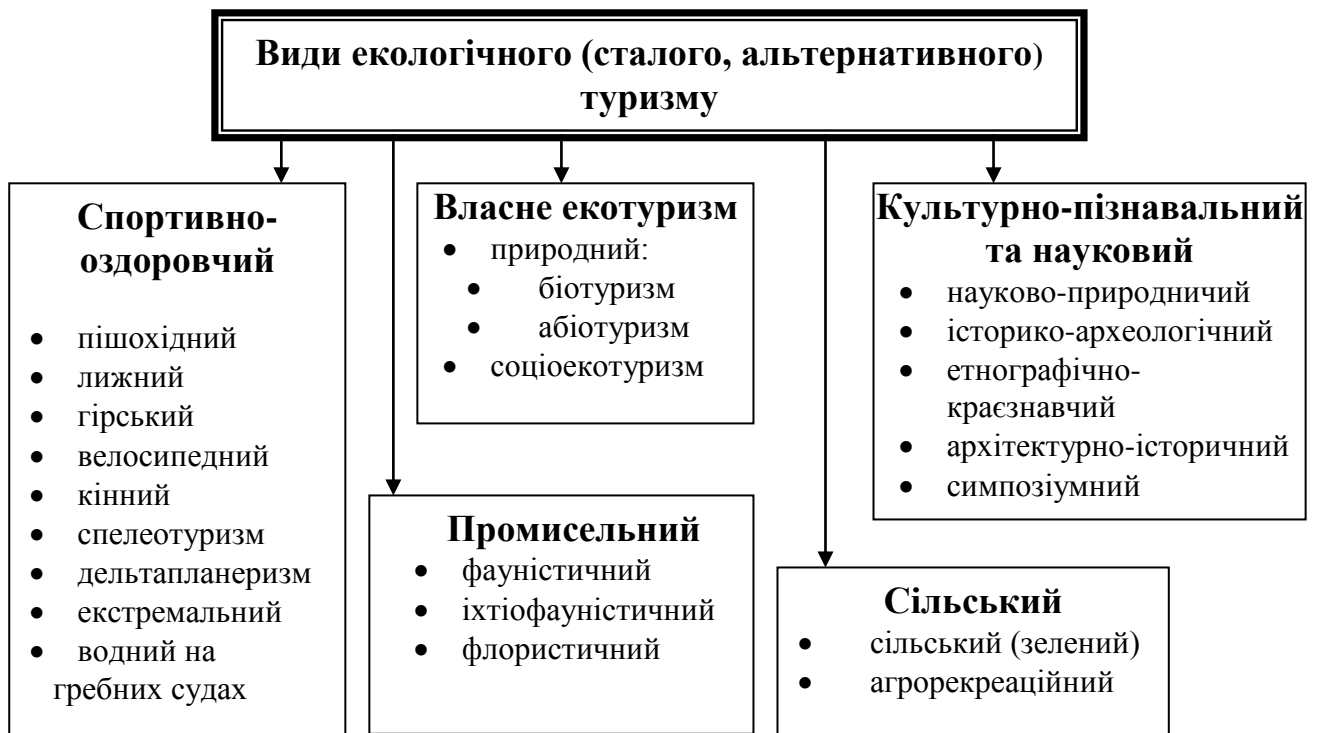 Види екологічного (сталого, альтернативного)
туризму
Спортивно-
оздоровчий
• пішохідний
• лижний
• гірський
• велосипедний
• кінний
• спелеотуризм
• дельтапланеризм
• екстремальний
• водний на
гребних судах
Власне екотуризм
• природний:
• біотуризм
• абіотуризм
• соціоекотуризм
Культурно-пізнавальний
та науковий
• науково-природничий
• історико-археологічний
• етнографічно-
краєзнавчий
• архітектурно-історичний
• симпозіумний
Промисельний
• фауністичний
• іхтіофауністичний
• флористичний
Сільський
• сільський (зелений)
• агрорекреаційний